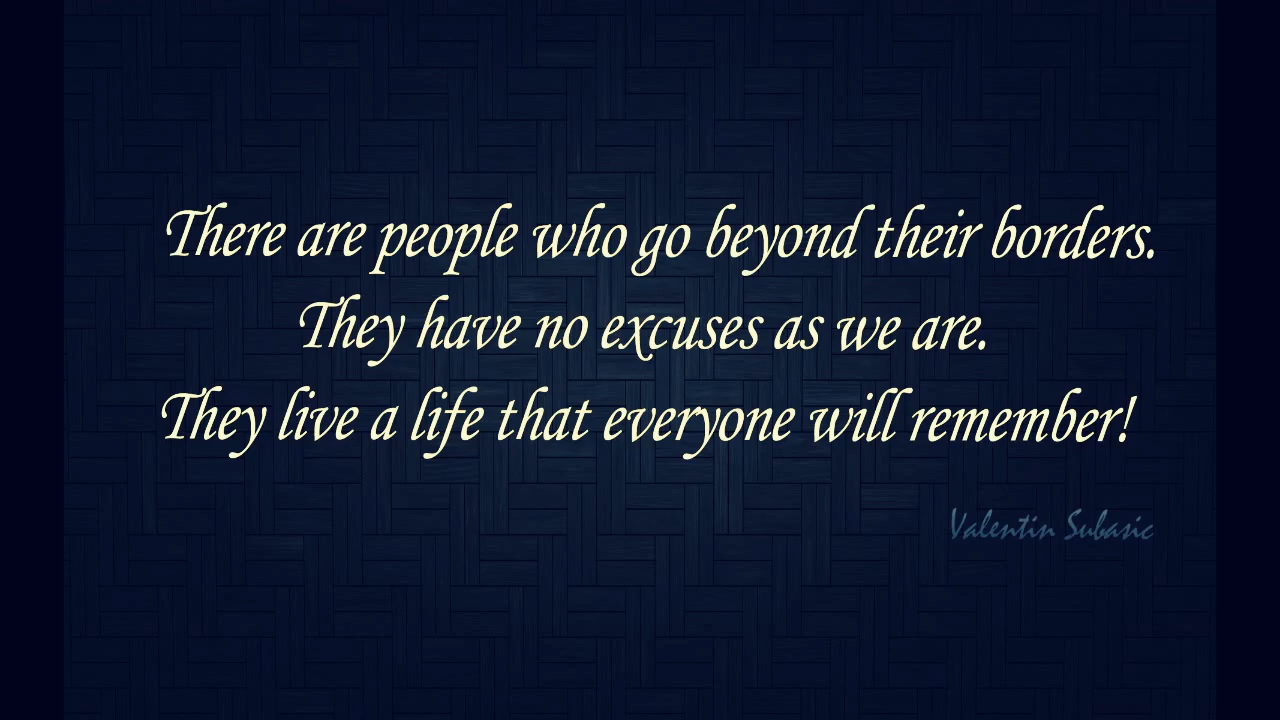 There are people who go beyond their borders.
They have no excuses as we are.
They live a life that everyone will remember!
Valentin Subasic